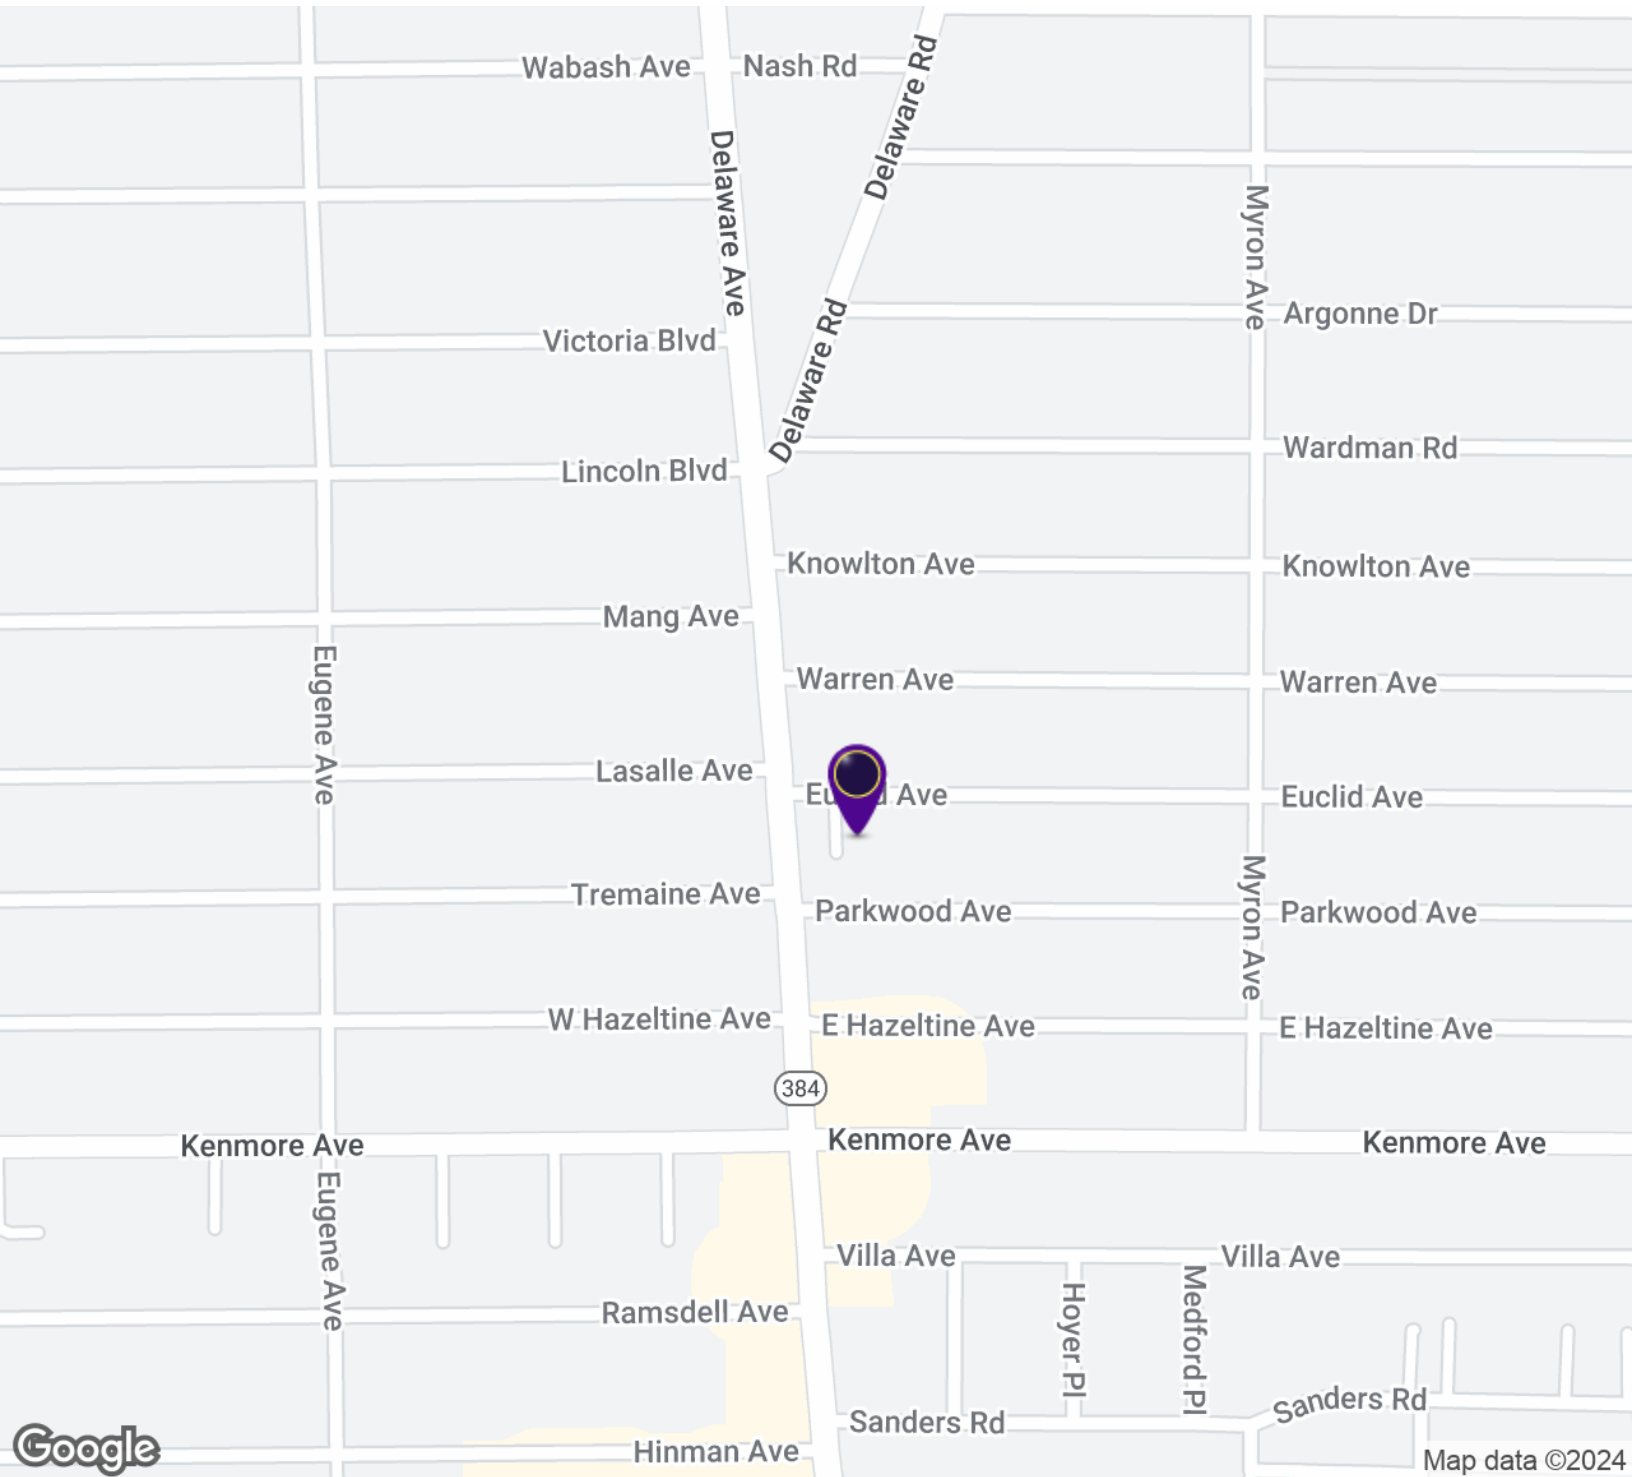 Wabash Ave
Nash Rd
Delaware Rd
Delaware Ave
Myron Ave
Delaware Rd
Argonne Dr
Victoria Blvd
Wardman Rd
Lincoln Blvd
Knowlton Ave
Knowlton Ave
Mang Ave
Eugene Ave
Warren Ave
Warren Ave
Lasalle Ave
Ave
Euclid Ave
Tremaine Ave
Parkwood Ave
Parkwood Ave
Myron Ave
W Hazeltine Ave
E Hazeltine Ave
E Hazeltine Ave
384
Kenmore Ave
Kenmore Ave
Kenmore Ave
Eugene Ave
Villa Ave
Villa Ave
Hoyer Pl
Medford Pl
Ramsdell Ave
Sanders Rd
Sanders Rd
Google
Hinman Ave
Map data ©2024